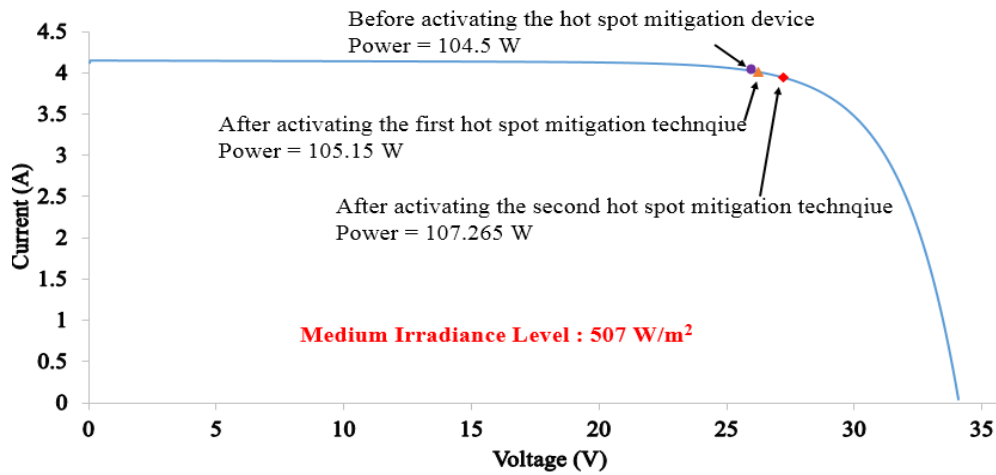 Before activating the hot spot mitigation device
Power = 104.5 W
After activating the first hot spot mitigation technqiue
Power = 105.15 W
After activating the second hot spot mitigation technqiue
Power = 107.265 W
Medium Irradiance Level : 507 W/m²
Current (A)
4.5
4
3.5
3
2.5
2
1.5
1
0.5
0
0 5 10 15 20 25 30 35
Voltage (V)